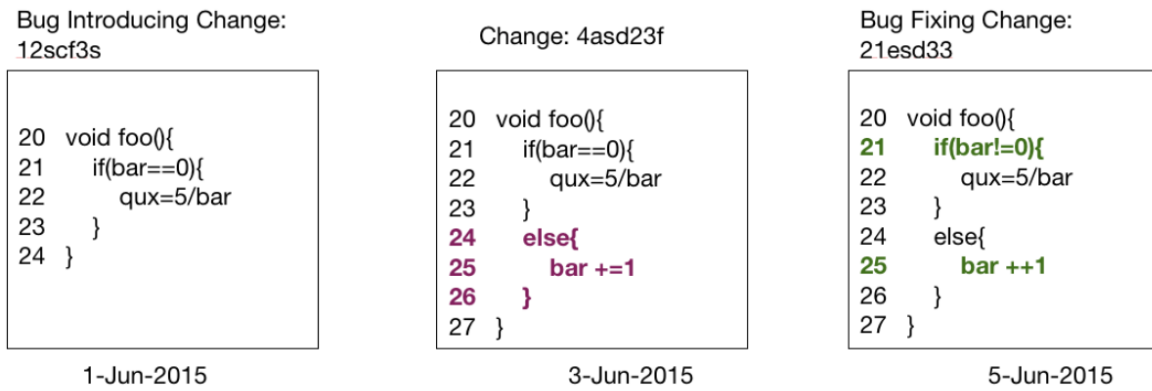 Bug Introducing Change:
12scf3s
20 void foo(){
21 if(bar==0){
22 qux=5/bar
23 }
24 }
1-Jun-2015
Change: 4asd23f
20 void foo(){
21 if(bar==0){
22 qux=5/bar
23 }
24 else{
25 bar +=1
26 }
27 }
3-Jun-2015
Bug Fixing Change:
21esd33
20 void foo(){
21 if(bar!=0){
22 qux=5/bar
23 }
24 else{
25 bar ++1
26 }
27 }
5-Jun-2015